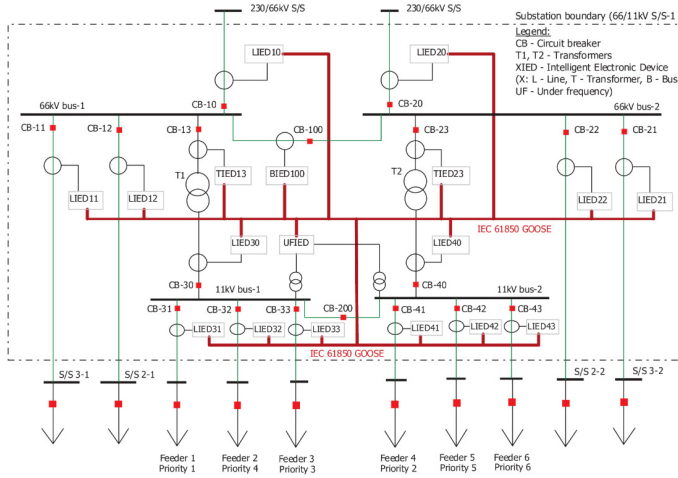 230/66kV S/S
230/66kV S/S
Substation boundary (66/11kV S/S-1
Legend:
CB - Circuit breaker
T1, T2 - Transformers
XIED - Intelligent Electronic Device
(X: L - Line, T - Transformer, B - Bus
UF - Under frequency)
LIED10
LIED20
CB-10
CB-20
66kV bus-1
66kV bus-2
CB-11
CB-12
CB-13
CB-100
CB-23
CB-22
CB-21
T1
TIED13
BIED100
T2
TIED23
LIED11
LIED12
LIED22
LIED21
IEC 61850 GOOSE
LIED30
UFIED
LIED40
CB-30
CB-40
11kV bus-1
11kV bus-2
CB-31
CB-32
CB-33
CB-200
CB-41
CB-42
CB-43
LIED31
LIED32
LIED33
LIED41
LIED42
LIED43
IEC 61850 GOOSE
S/S 3-1
S/S 2-1
S/S 2-2
S/S 3-2
Feeder 1
Priority 1
Feeder 2
Priority 4
Feeder 3
Priority 3
Feeder 4
Priority 2
Feeder 5
Priority 5
Feeder 6
Priority 6